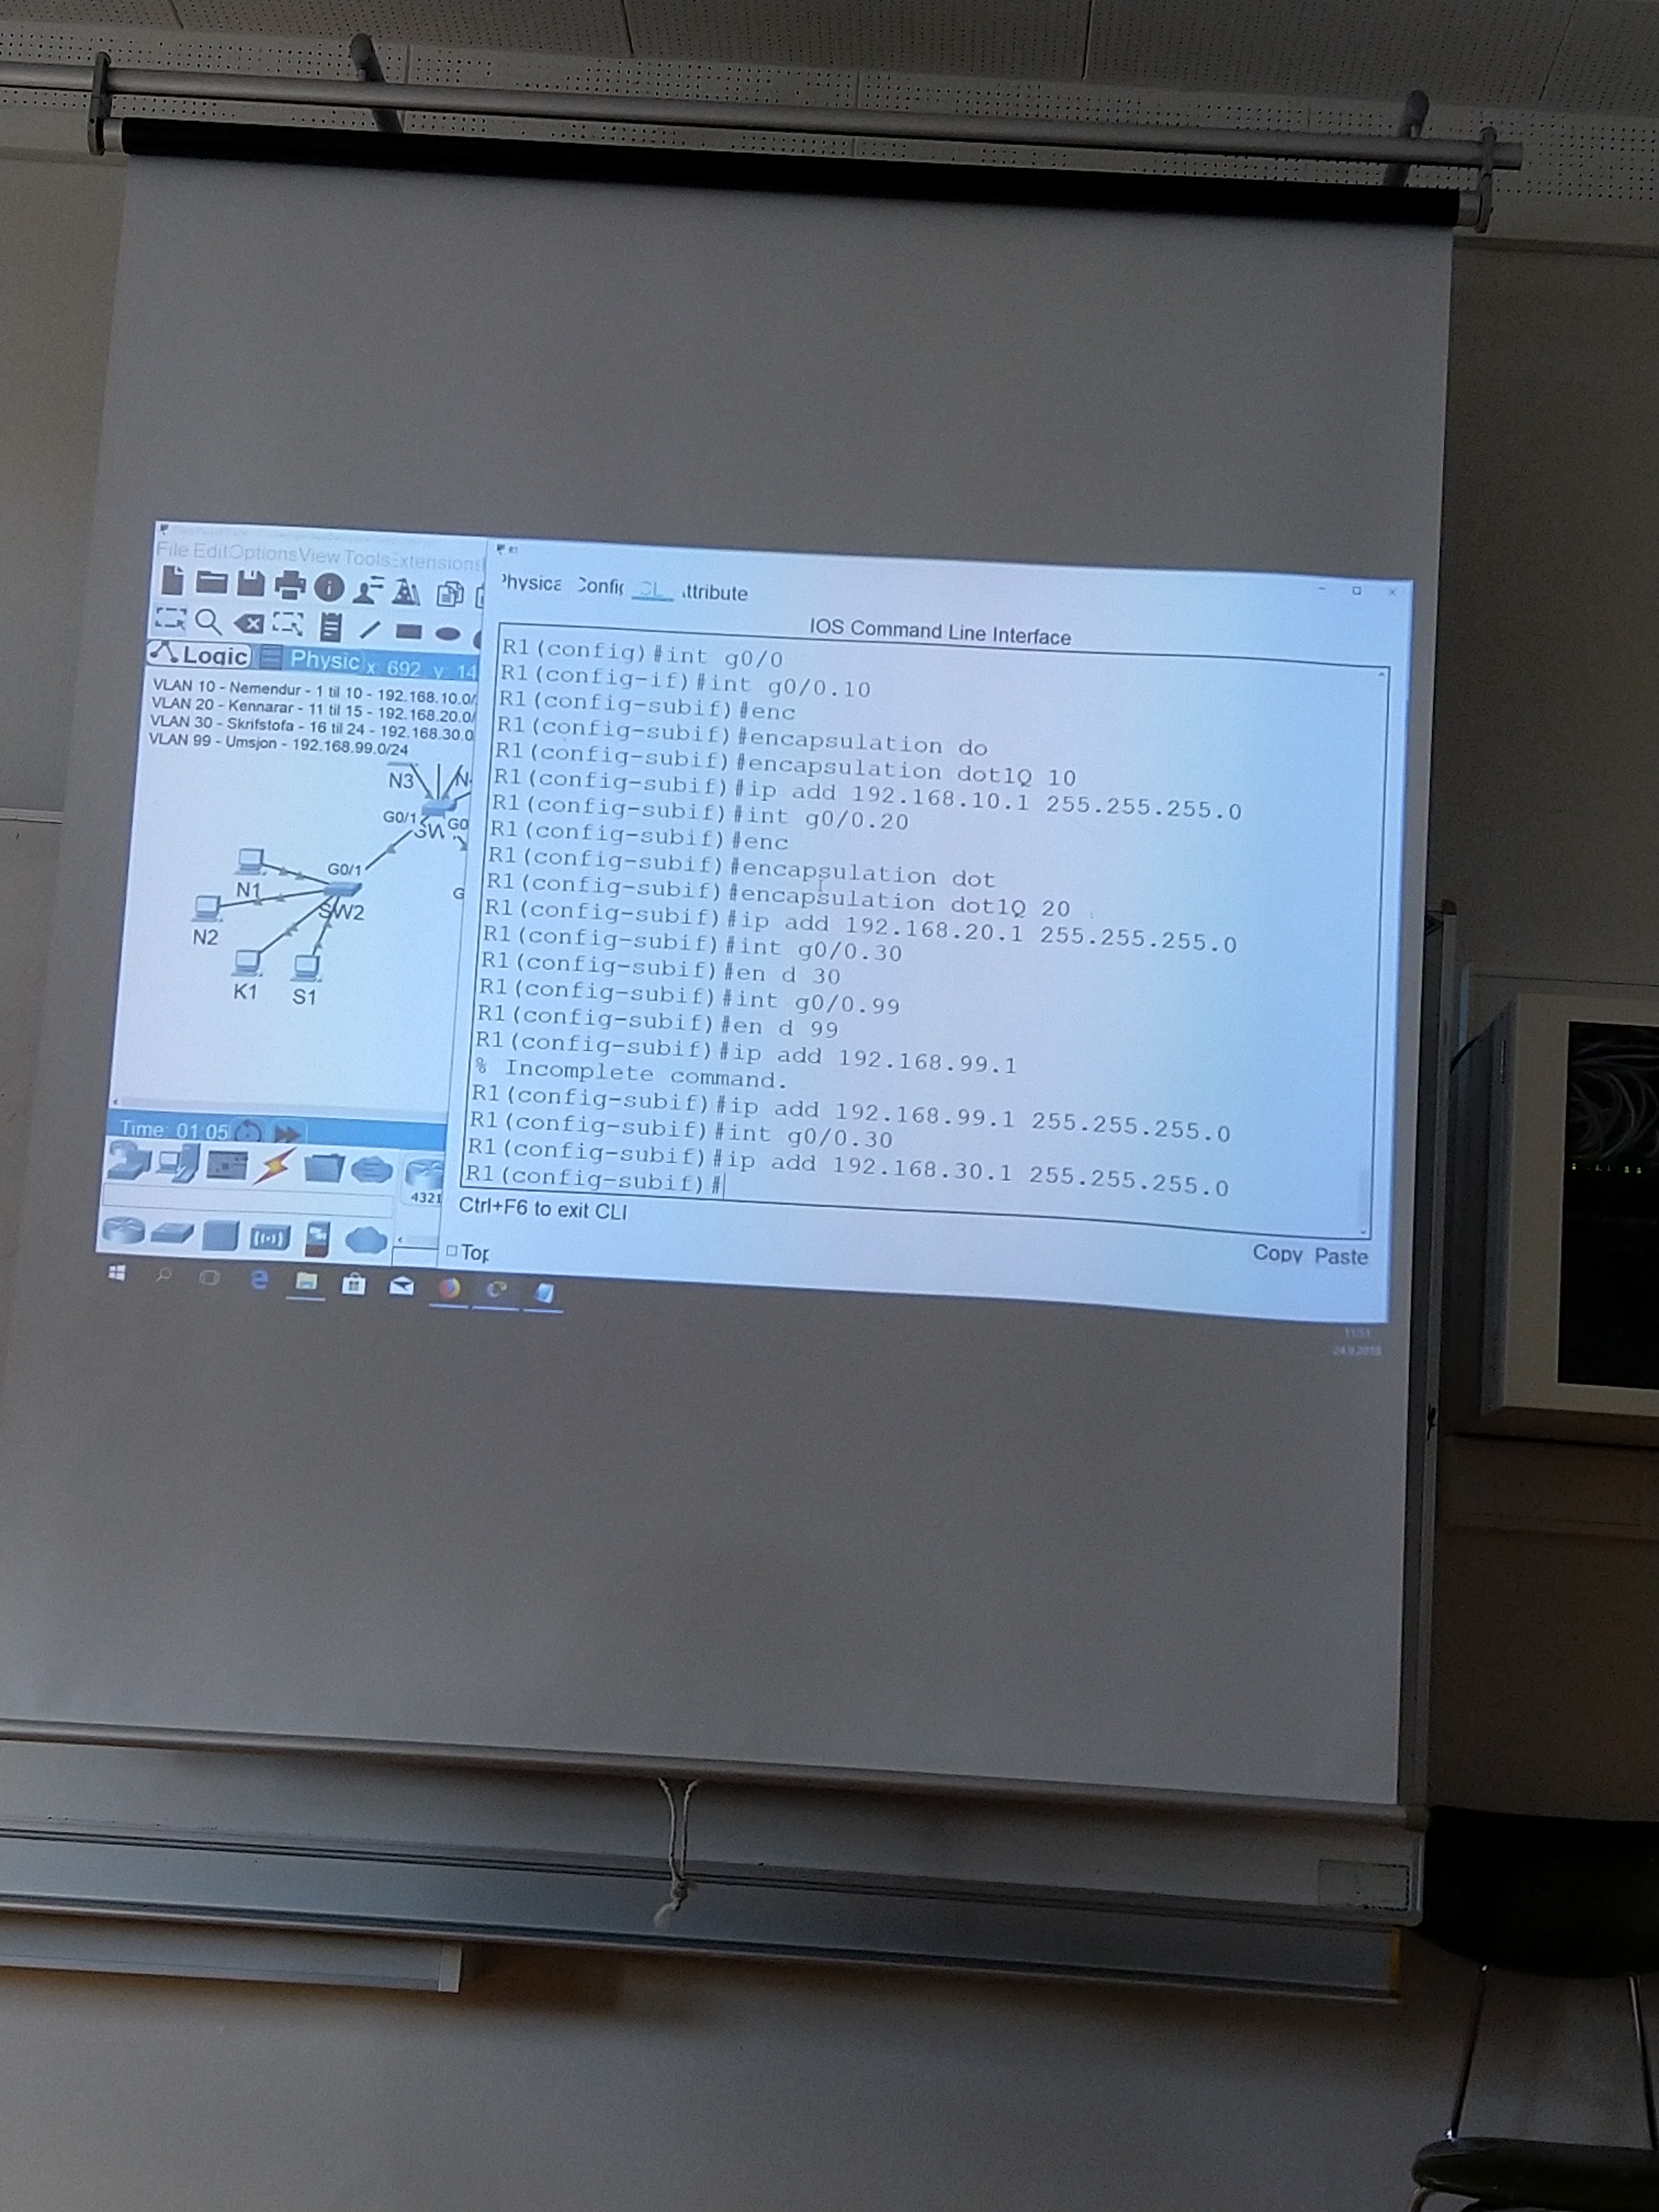 File Edit Options View Tools Extensions
Logic Physic x: 692 y: 14
VLAN 10 - Nemendur - 1 til 10 - 192.168.10.0/
VLAN 20 - Kennarar - 11 til 15 - 192.168.20.0/
VLAN 30 - Skrifstofa - 16 til 24 - 192.168.30.0
VLAN 99 - Umsjon - 192.168.99.0/24
N3
G0/1
SW
G0
G0/1
N1
SW2
N2
K1
S1
G
Time: 01:05
4321
Physica Config CL ttribute
IOS Command Line Interface
R1(config)#int g0/0
R1(config-if)#int g0/0.10
R1(config-subif)#enc
R1(config-subif)#encapsulation do
R1(config-subif)#encapsulation dot1Q 10
R1(config-subif)#ip add 192.168.10.1 255.255.255.0
R1(config-subif)#int g0/0.20
R1(config-subif)#enc
R1(config-subif)#encapsulation dot
R1(config-subif)#encapsulation dot1Q 20
R1(config-subif)#ip add 192.168.20.1 255.255.255.0
R1(config-subif)#int g0/0.30
R1(config-subif)#en d 30
R1(config-subif)#int g0/0.99
R1(config-subif)#en d 99
R1(config-subif)#ip add 192.168.99.1
% Incomplete command.
R1(config-subif)#ip add 192.168.99.1 255.255.255.0
R1(config-subif)#int g0/0.30
R1(config-subif)#ip add 192.168.30.1 255.255.255.0
R1(config-subif)#
Ctrl+F6 to exit CLI
Copy Paste
Top
11:51
24.9.2018